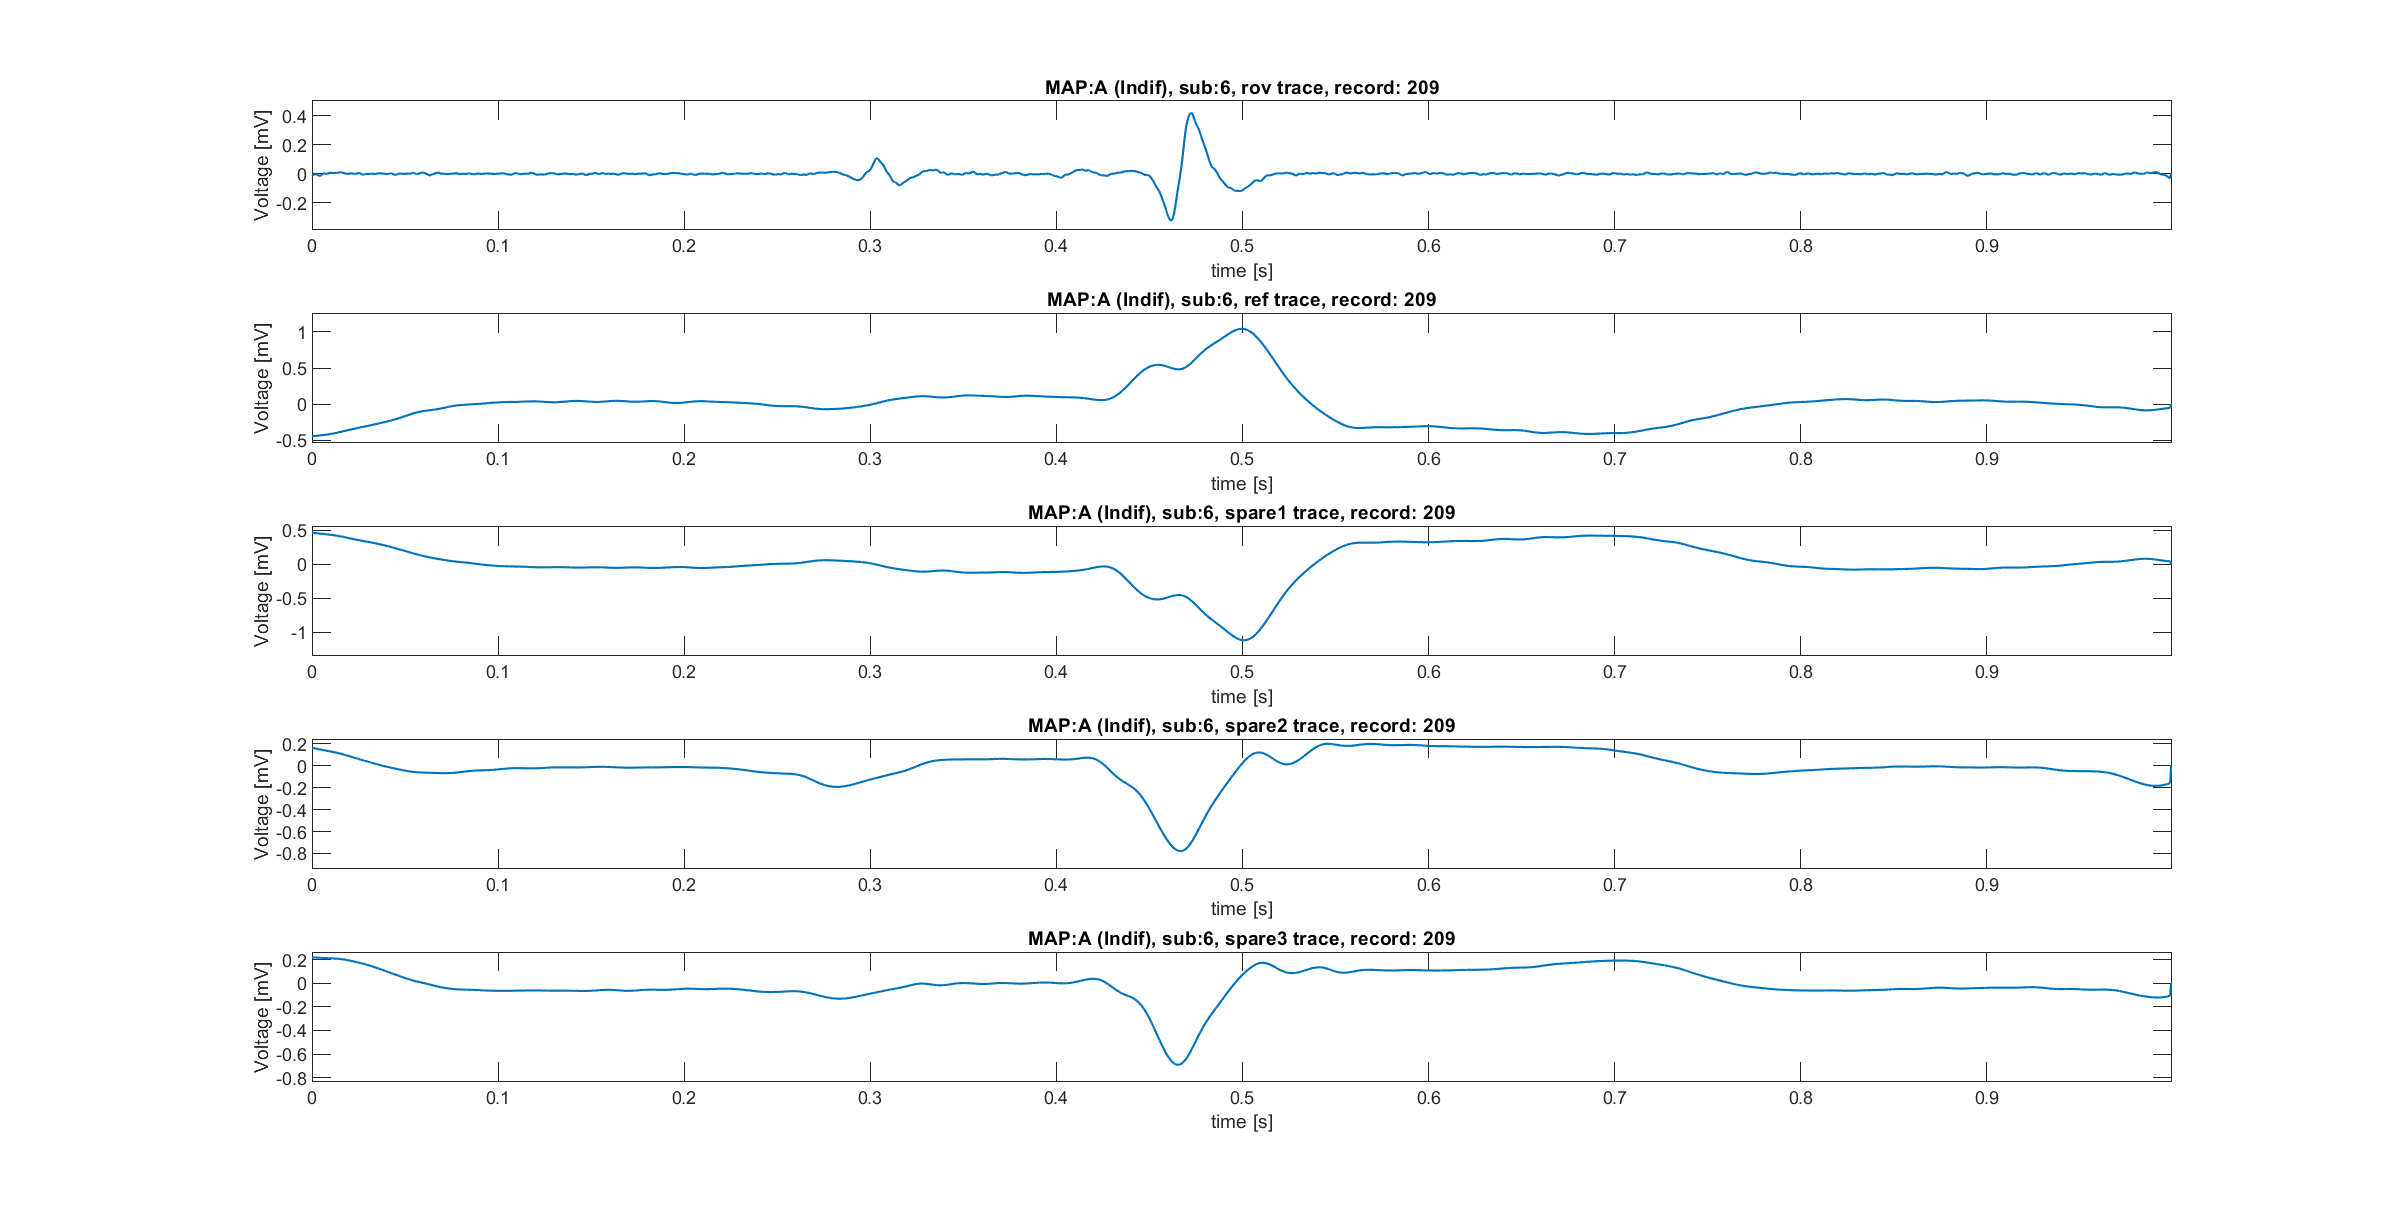 MAP:A (Indif), sub:6, rov trace, record: 209
Voltage [mV]
0.4
0.2
0
-0.2
0 0.1 0.2 0.3 0.4 0.5 0.6 0.7 0.8 0.9
time [s]
MAP:A (Indif), sub:6, ref trace, record: 209
Voltage [mV]
1
0.5
0
-0.5
0 0.1 0.2 0.3 0.4 0.5 0.6 0.7 0.8 0.9
time [s]
MAP:A (Indif), sub:6, spare1 trace, record: 209
Voltage [mV]
0.5
0
-0.5
-1
0 0.1 0.2 0.3 0.4 0.5 0.6 0.7 0.8 0.9
time [s]
MAP:A (Indif), sub:6, spare2 trace, record: 209
Voltage [mV]
0.2
0
-0.2
-0.4
-0.6
-0.8
0 0.1 0.2 0.3 0.4 0.5 0.6 0.7 0.8 0.9
time [s]
MAP:A (Indif), sub:6, spare3 trace, record: 209
Voltage [mV]
0.2
0
-0.2
-0.4
-0.6
-0.8
0 0.1 0.2 0.3 0.4 0.5 0.6 0.7 0.8 0.9
time [s]